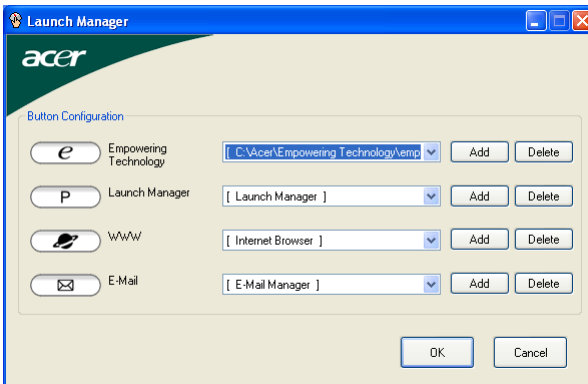 Launch Manager
acer
Button Configuration
e Empowering Technology [ C:\Acer\Empowering Technology\emp Add Delete
P Launch Manager [ Launch Manager ] Add Delete
WWW [ Internet Browser ] Add Delete
E-Mail [ E-Mail Manager ] Add Delete
OK Cancel